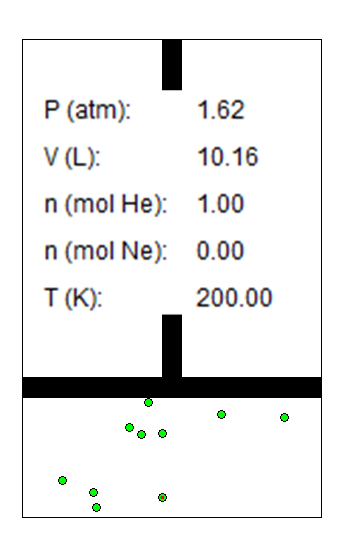 P (atm): 1.62
V (L): 10.16
n (mol He): 1.00
n (mol Ne): 0.00
T (K): 200.00